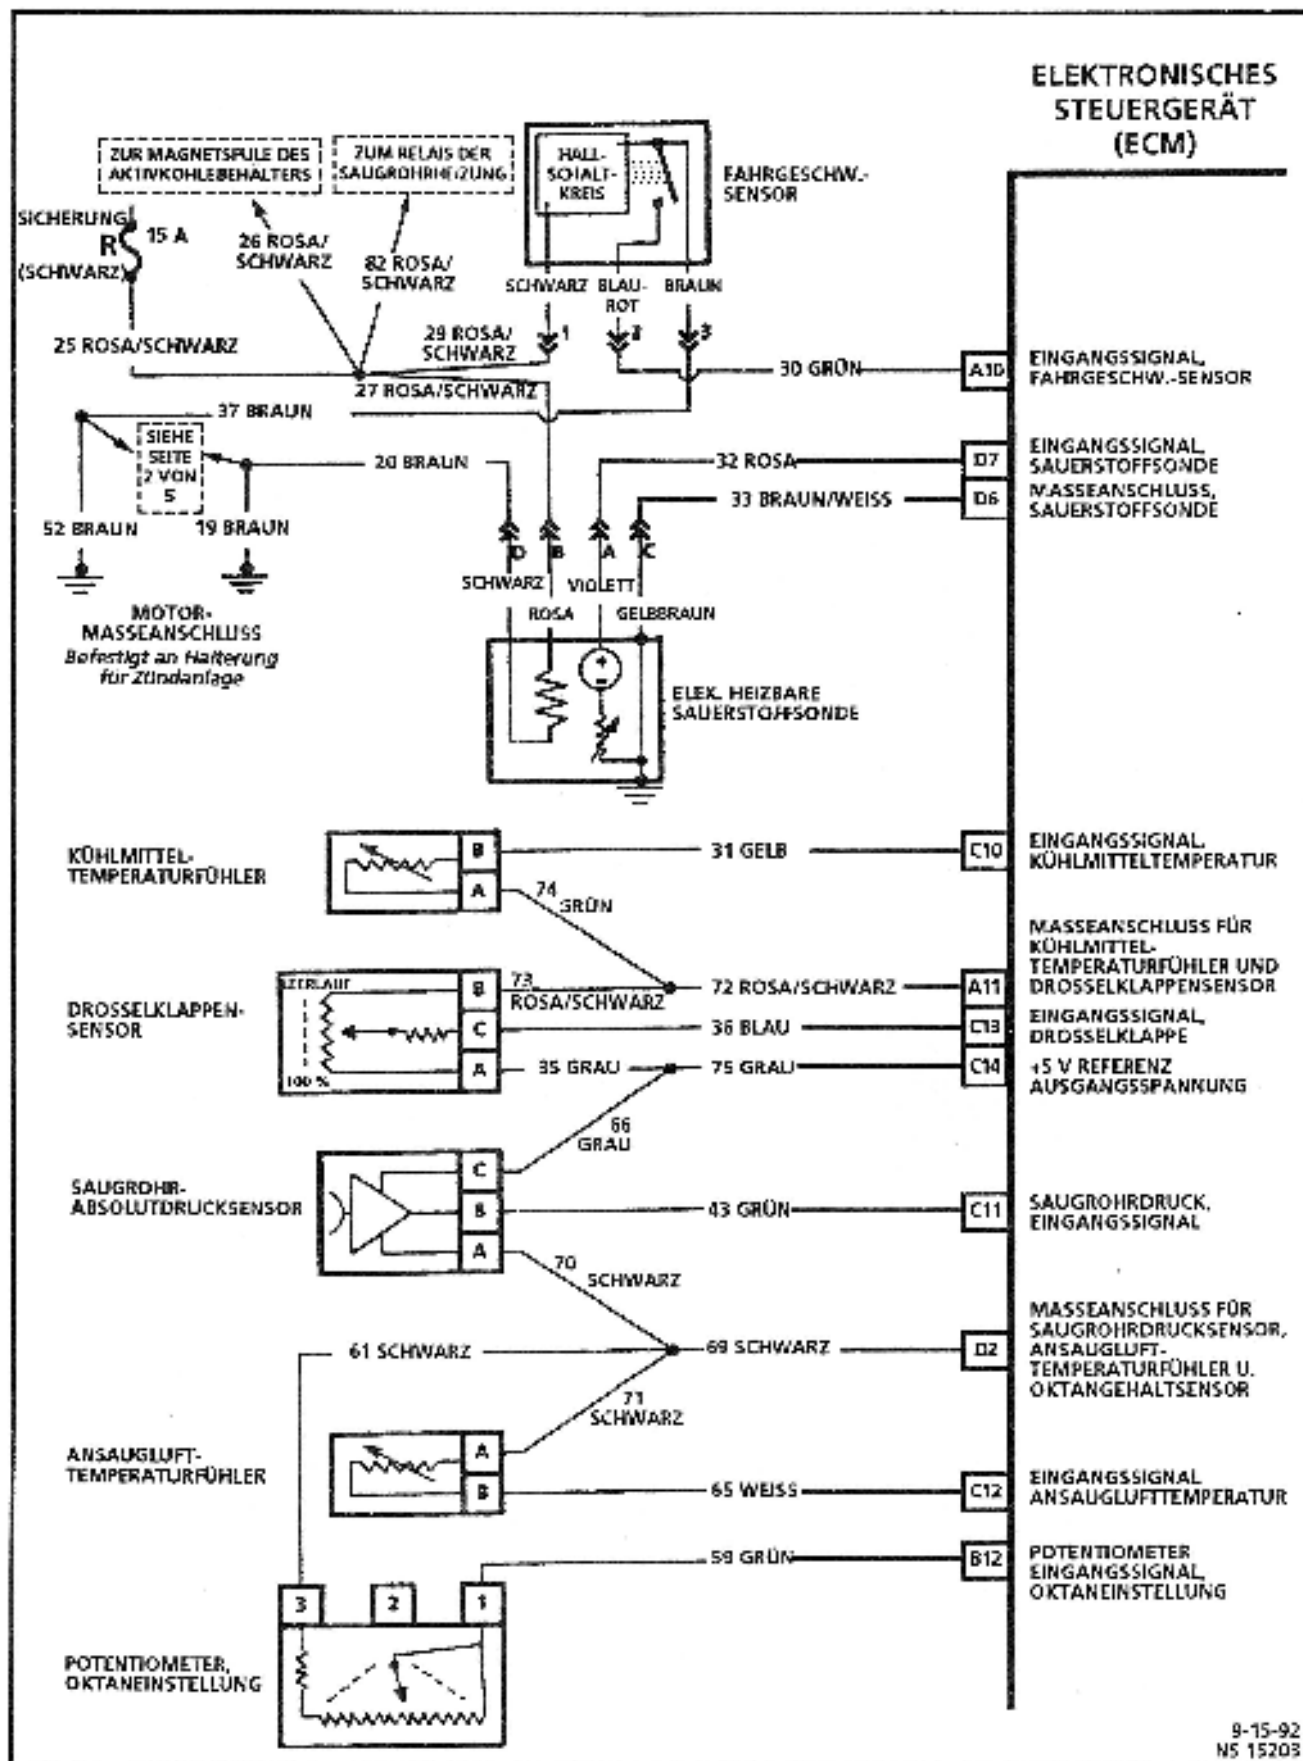 ELEKTRONISCHES
STEUERGERÄT
(ECM)
ZUR MAGNETSPULE DES
AKTIVKOHLEBEHÄLTERS
ZUM RELAIS DER
SAUGROHRHEIZUNG
HALL-
SCHALT-
KREIS
FAHRGESCHW.-
SENSOR
SICHERUNG
R
15 A
(SCHWARZ)
26 ROSA/
SCHWARZ
82 ROSA/
SCHWARZ
SCHWARZ
BLAU-
ROT
BRAUN
25 ROSA/SCHWARZ
29 ROSA/
SCHWARZ
1
2
3
30 GRÜN
A10
EINGANGSSIGNAL,
FAHRGESCHW.-SENSOR
27 ROSA/SCHWARZ
37 BRAUN
SIEHE
SEITE
2 VON
5
20 BRAUN
32 ROSA
D7
EINGANGSSIGNAL,
SAUERSTOFFSONDE
33 BRAUN/WEISS
D6
MASSEANSCHLUSS,
SAUERSTOFFSONDE
52 BRAUN
19 BRAUN
D
B
A
C
SCHWARZ
VIOLETT
ROSA
GELBBRAUN
MOTOR-
MASSEANSCHLUSS
Befestigt an Halterung
für Zündanlage
+
–
ELEK. HEIZBARE
SAUERSTOFFSONDE
KÜHLMITTEL-
TEMPERATURFÜHLER
B
A
31 GELB
C10
EINGANGSSIGNAL,
KÜHLMITTELTEMPERATUR
74
GRÜN
MASSEANSCHLUSS FÜR
KÜHLMITTEL-
TEMPERATURFÜHLER UND
DROSSELKLAPPENSENSOR
DROSSELKLAPPEN-
SENSOR
LEERLAUF
100 %
B
C
A
73
ROSA/SCHWARZ
72 ROSA/SCHWARZ
A11
36 BLAU
C13
EINGANGSSIGNAL,
DROSSELKLAPPE
35 GRAU
75 GRAU
C14
+5 V REFERENZ
AUSGANGSSPANNUNG
66
GRAU
SAUGROHR-
ABSOLUTDRUCKSENSOR
C
B
A
43 GRÜN
C11
SAUGROHRDRUCK,
EINGANGSSIGNAL
70
SCHWARZ
61 SCHWARZ
69 SCHWARZ
D2
MASSEANSCHLUSS FÜR
SAUGROHRDRUCKSENSOR,
ANSAUGLUFT-
TEMPERATURFÜHLER U.
OKTANGEHALTSENSOR
71
SCHWARZ
ANSAUGLUFT-
TEMPERATURFÜHLER
A
B
65 WEISS
C12
EINGANGSSIGNAL
ANSAUGLUFTTEMPERATUR
59 GRÜN
B12
POTENTIOMETER
EINGANGSSIGNAL,
OKTANEINSTELLUNG
3
2
1
POTENTIOMETER,
OKTANEINSTELLUNG
9-15-92
NS 15203